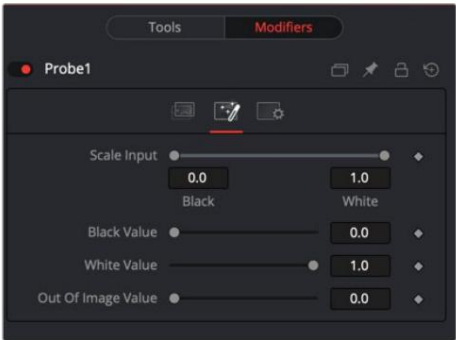 Tools Modifiers
Probe1
Scale Input
0.0 1.0
Black White
Black Value 0.0
White Value 1.0
Out Of Image Value 0.0